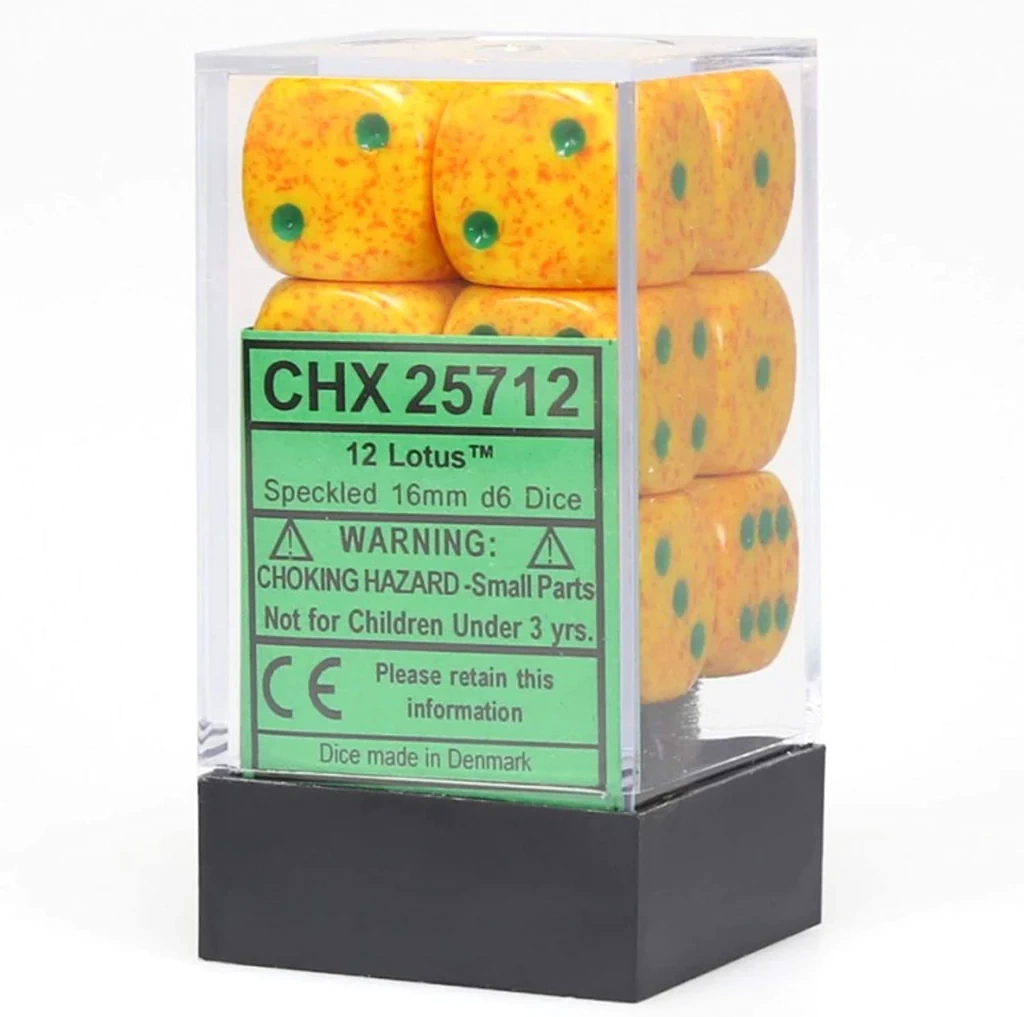 CHX 25712
12 Lotus™
Speckled 16mm d6 Dice
WARNING:
CHOKING HAZARD -Small Parts
Not for Children Under 3 yrs.
CE
Please retain this
information
Dice made in Denmark